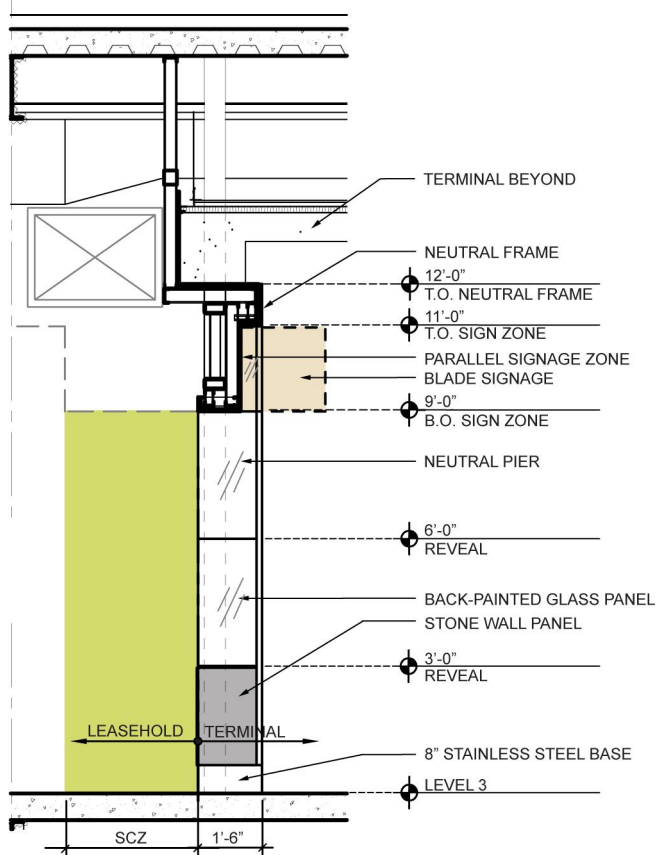 TERMINAL BEYOND
NEUTRAL FRAME
12'-0"
T.O. NEUTRAL FRAME
11'-0"
T.O. SIGN ZONE
PARALLEL SIGNAGE ZONE
BLADE SIGNAGE
9'-0"
B.O. SIGN ZONE
NEUTRAL PIER
6'-0"
REVEAL
BACK-PAINTED GLASS PANEL
STONE WALL PANEL
3'-0"
REVEAL
LEASEHOLD TERMINAL
8" STAINLESS STEEL BASE
LEVEL 3
SCZ 1'-6"